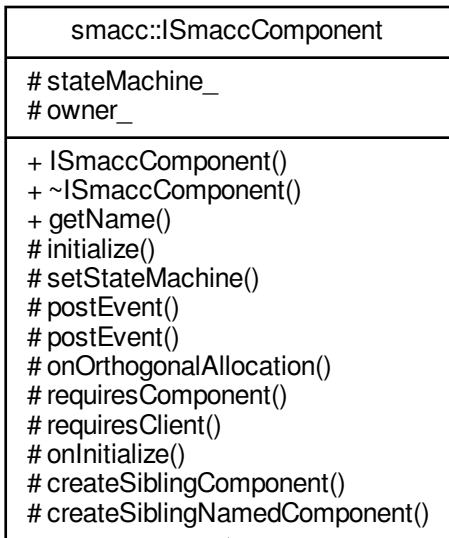 smacc::ISmaccComponent
# stateMachine_
# owner_
+ ISmaccComponent()
+ ~ISmaccComponent()
+ getName()
# initialize()
# setStateMachine()
# postEvent()
# postEvent()
# onOrthogonalAllocation()
# requiresComponent()
# requiresClient()
# onInitialize()
# createSiblingComponent()
# createSiblingNamedComponent()